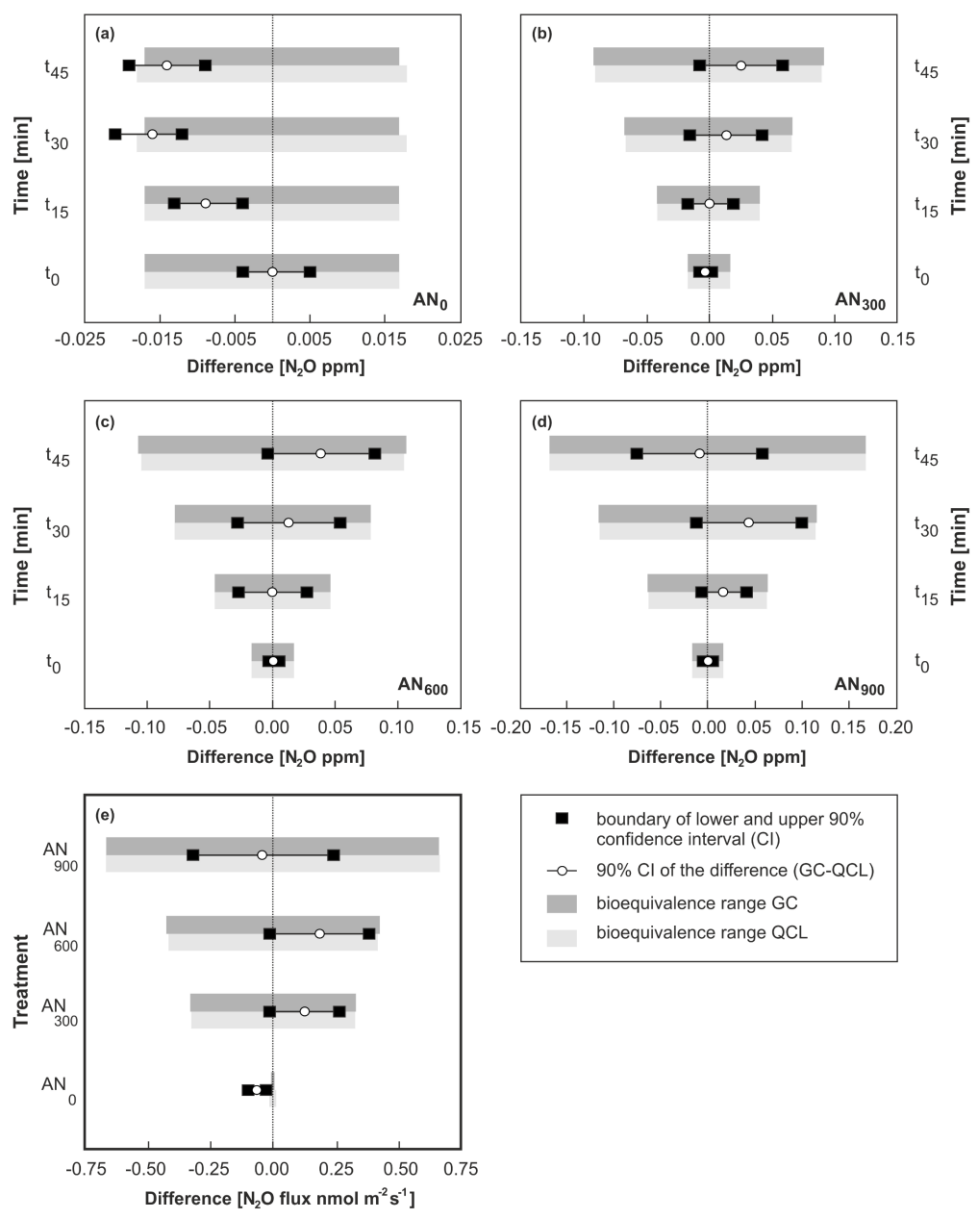 (a)
Time [min]
t45
t30
t15
t0
AN0
-0.025 -0.015 -0.005 0.005 0.015 0.025
Difference [N2O ppm]
(b)
t45
t30
t15
t0
Time [min]
AN300
-0.15 -0.10 -0.05 0.00 0.05 0.10 0.15
Difference [N2O ppm]
(c)
Time [min]
t45
t30
t15
t0
AN600
-0.15 -0.10 -0.05 0.00 0.05 0.10 0.15
Difference [N2O ppm]
(d)
t45
t30
t15
t0
Time [min]
AN900
-0.20 -0.15 -0.10 -0.05 0.00 0.05 0.10 0.15 0.20
Difference [N2O ppm]
(e)
Treatment
AN 900
AN 600
AN 300
AN 0
-0.75 -0.50 -0.25 0.00 0.25 0.50 0.75
Difference [N2O flux nmol m-2s-1]
boundary of lower and upper 90%
confidence interval (CI)
90% CI of the difference (GC-QCL)
bioequivalence range GC
bioequivalence range QCL